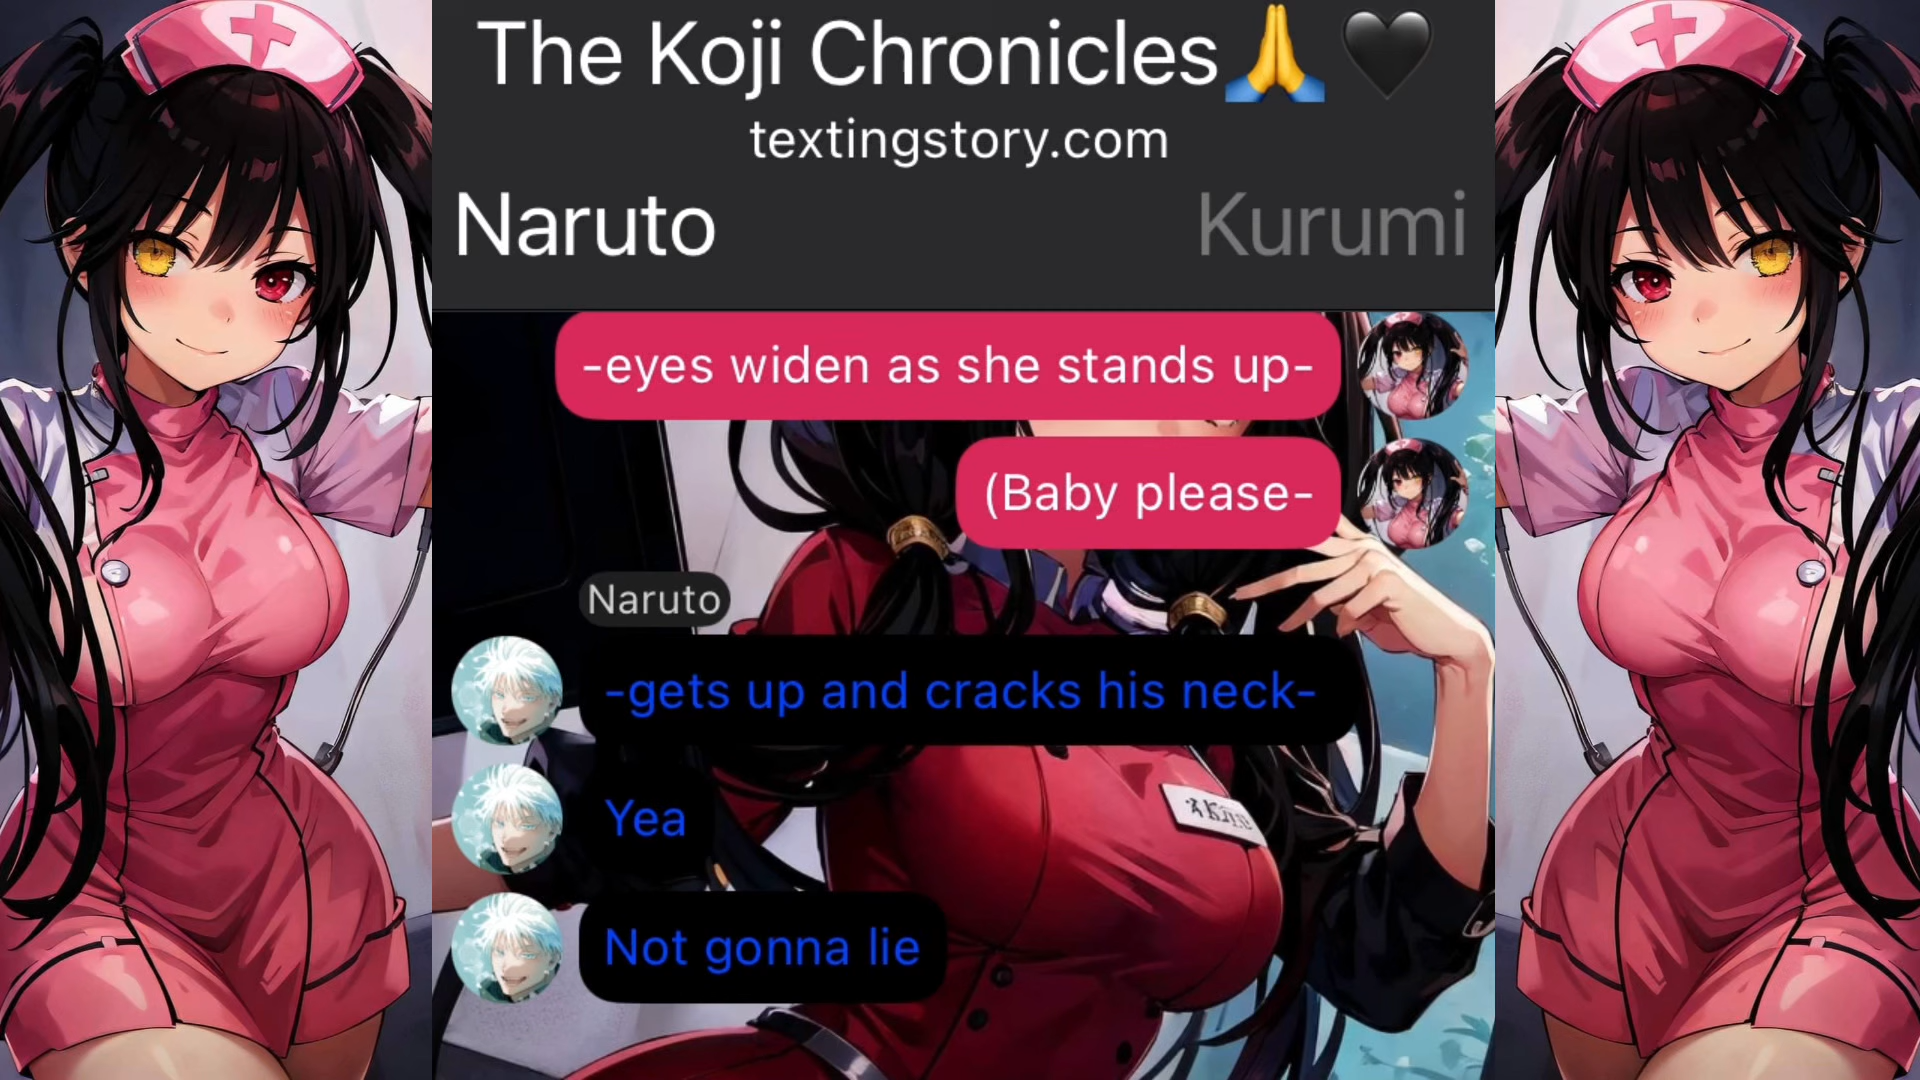 The Koji Chronicles🙏🖤
textingstory.com
Naruto
Kurumi
-eyes widen as she stands up-
(Baby please-
Naruto
-gets up and cracks his neck-
Yea
Not gonna lie